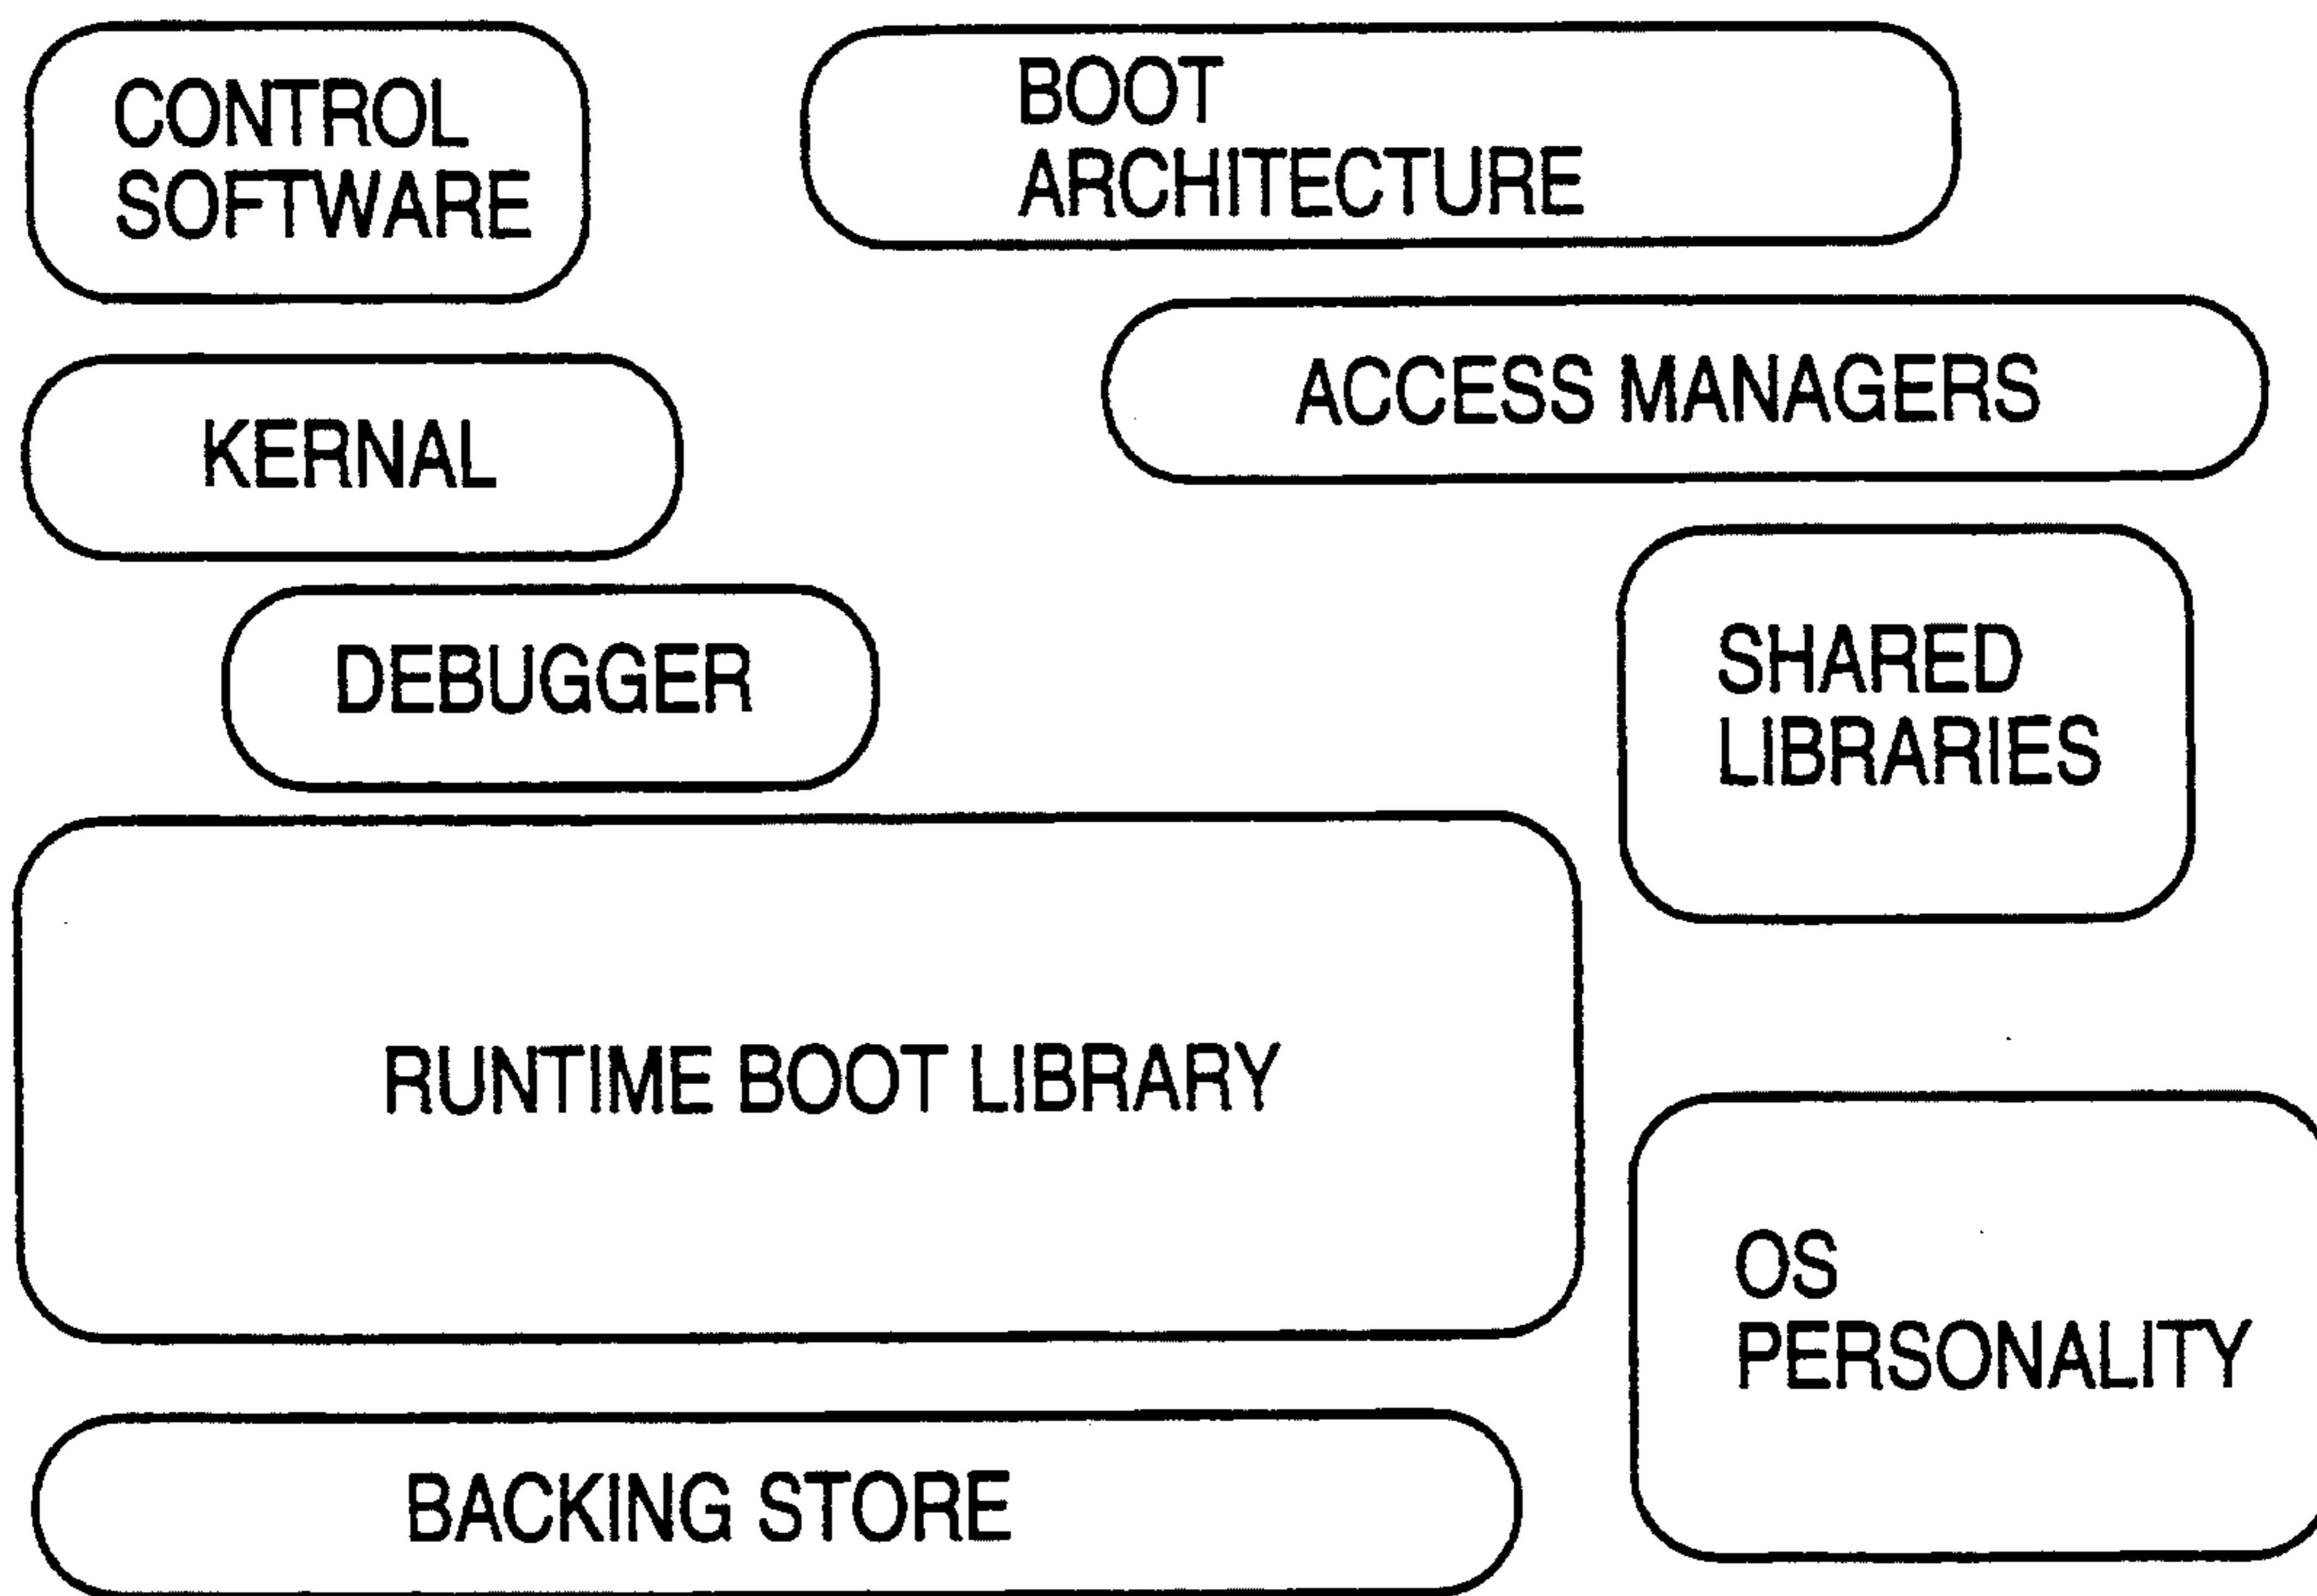 CONTROL
SOFTWARE
BOOT
ARCHITECTURE
ACCESS MANAGERS
KERNAL
DEBUGGER
SHARED
LIBRARIES
RUNTIME BOOT LIBRARY
OS
PERSONALITY
BACKING STORE